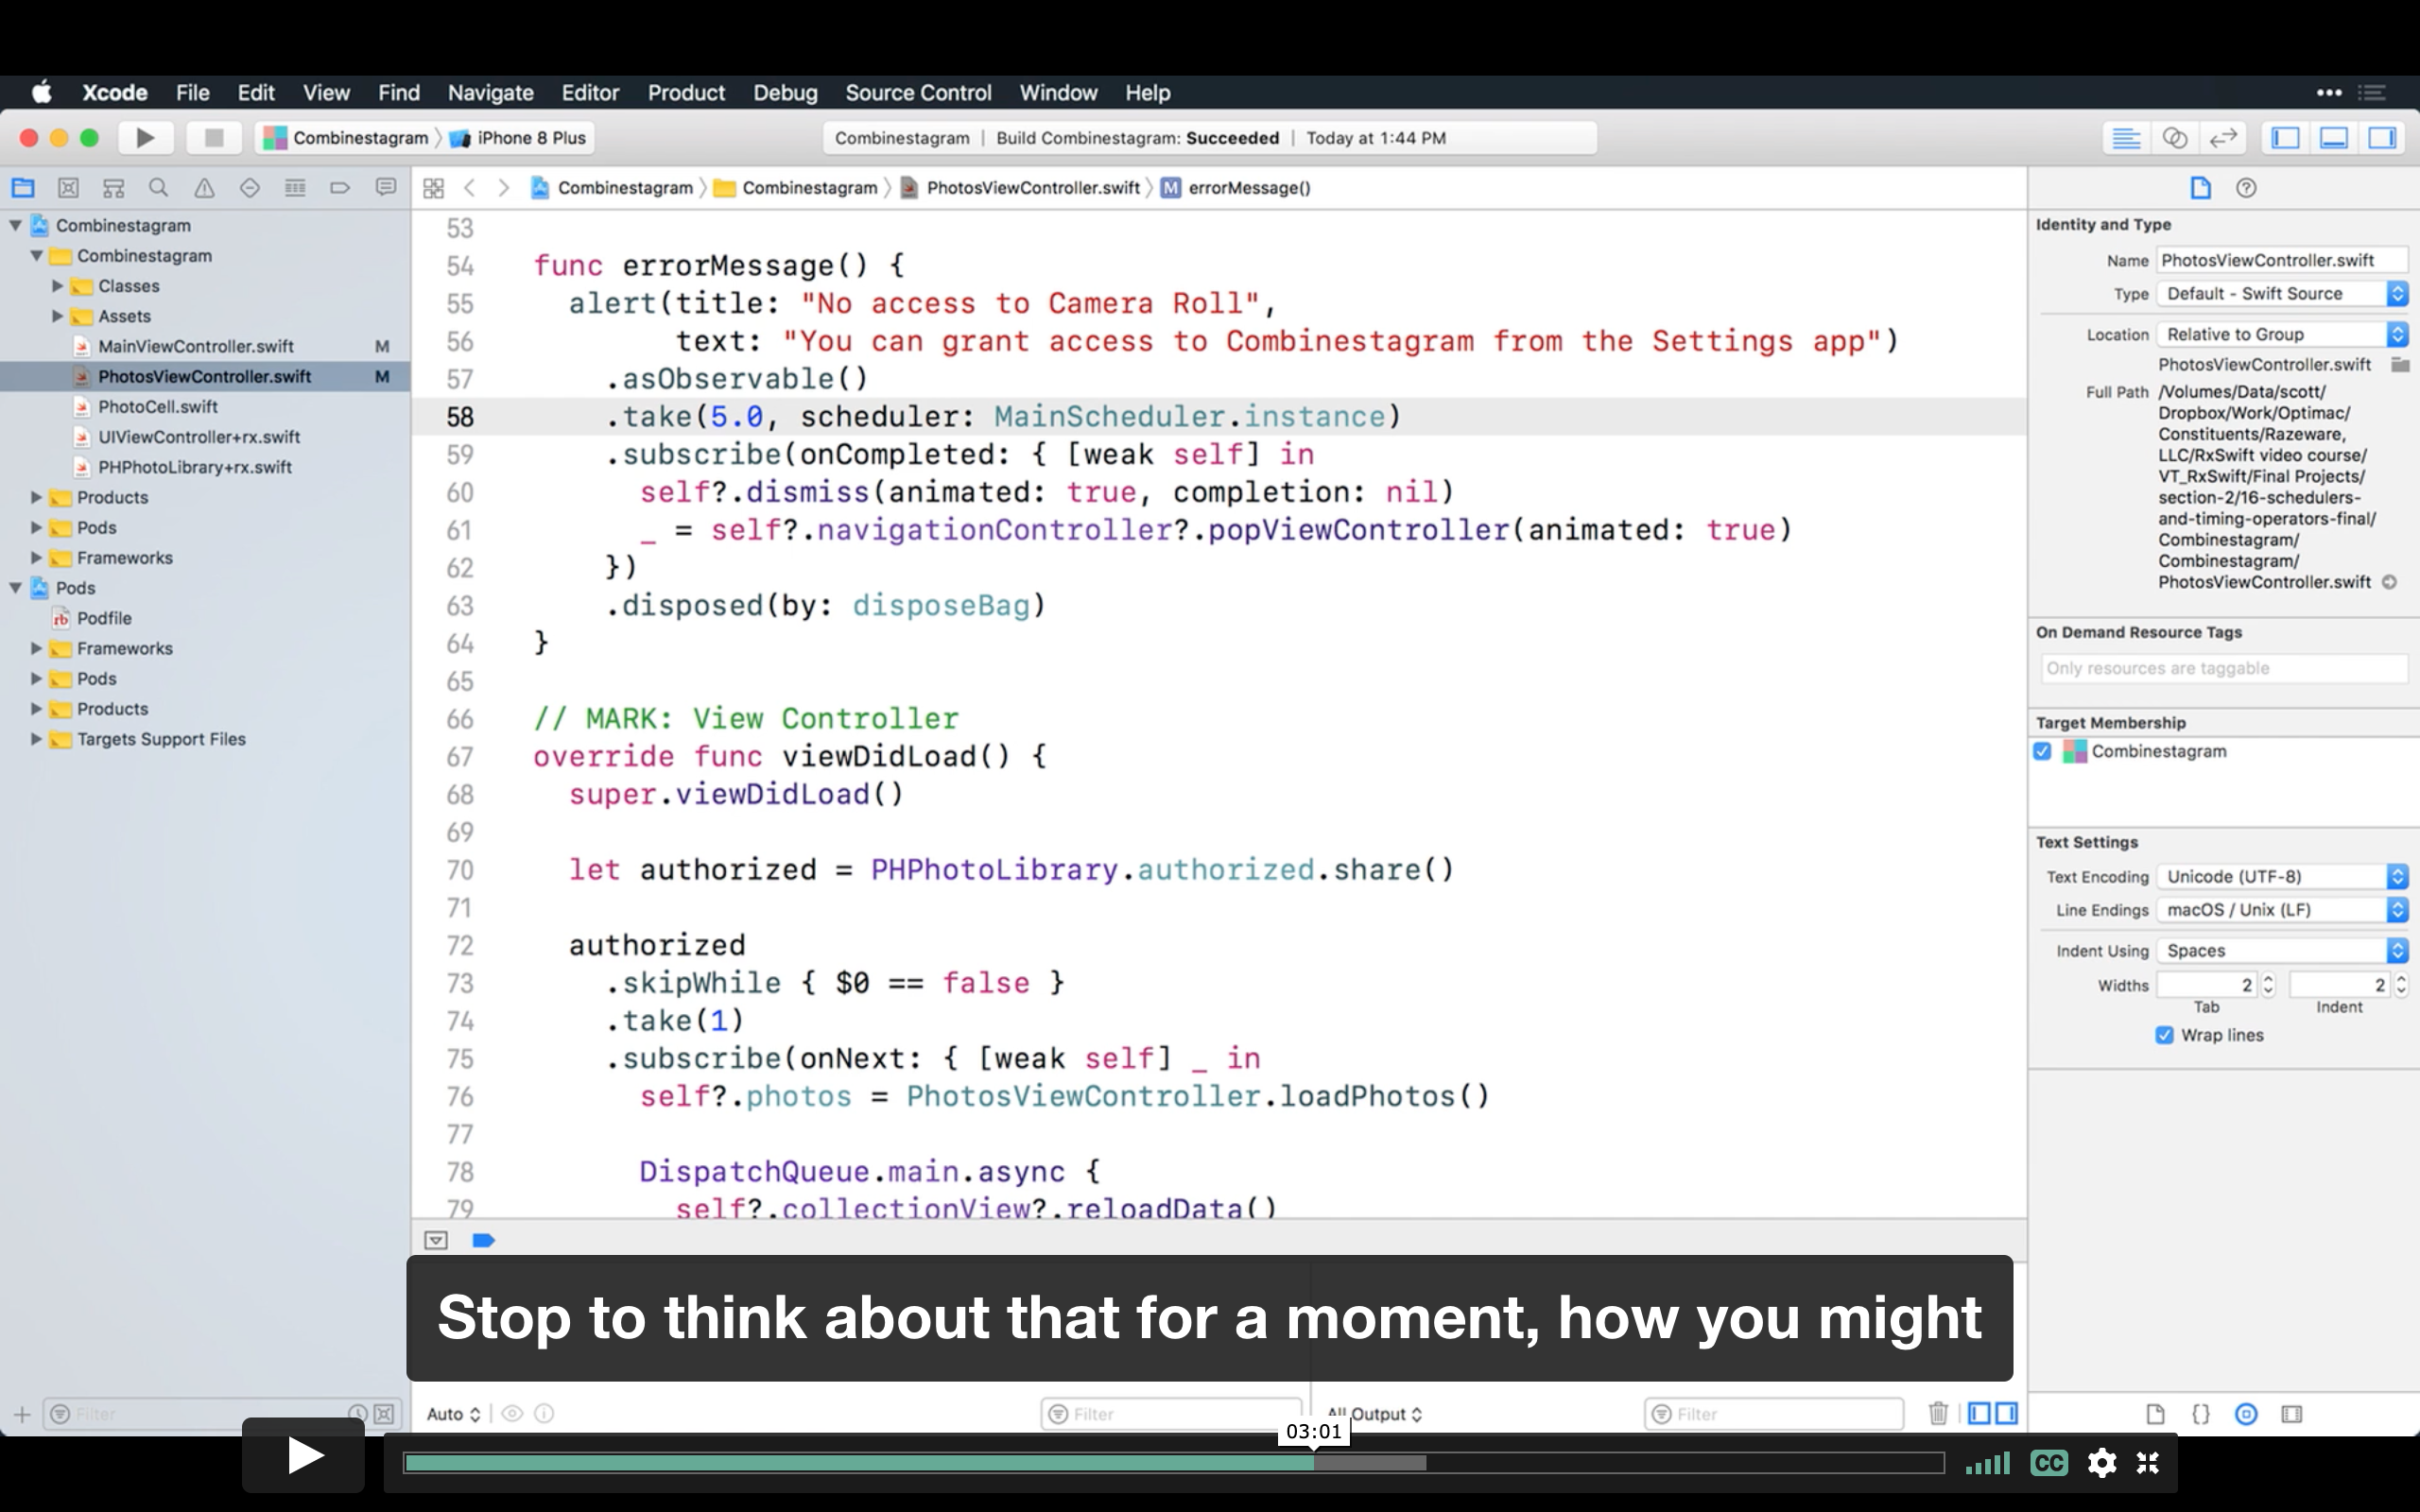 Xcode File Edit View Find Navigate Editor Product Debug Source Control Window Help
Combinestagram iPhone 8 Plus
Combinestagram | Build Combinestagram: Succeeded | Today at 1:44 PM
Combinestagram Combinestagram PhotosViewController.swift M errorMessage()
Combinestagram
Combinestagram
Classes
Assets
MainViewController.swift M
PhotosViewController.swift M
PhotoCell.swift
UIViewController+rx.swift
PHPhotoLibrary+rx.swift
Products
Pods
Frameworks
Pods
Podfile
Frameworks
Pods
Products
Targets Support Files
Filter
53
54 func errorMessage() {
55 alert(title: "No access to Camera Roll",
56 text: "You can grant access to Combinestagram from the Settings app")
57 .asObservable()
58 .take(5.0, scheduler: MainScheduler.instance)
59 .subscribe(onCompleted: { [weak self] in
60 self?.dismiss(animated: true, completion: nil)
61 _ = self?.navigationController?.popViewController(animated: true)
62 })
63 .disposed(by: disposeBag)
64 }
65
66 // MARK: View Controller
67 override func viewDidLoad() {
68 super.viewDidLoad()
69
70 let authorized = PHPhotoLibrary.authorized.share()
71
72 authorized
73 .skipWhile { $0 == false }
74 .take(1)
75 .subscribe(onNext: { [weak self] _ in
76 self?.photos = PhotosViewController.loadPhotos()
77
78 DispatchQueue.main.async {
79 self?.collectionView?.reloadData()
Identity and Type
Name PhotosViewController.swift
Type Default - Swift Source
Location Relative to Group
PhotosViewController.swift
Full Path /Volumes/Data/scott/
Dropbox/Work/Optimac/
Constituents/Razeware,
LLC/RxSwift video course/
VT_RxSwift/Final Projects/
section-2/16-schedulers-
and-timing-operators-final/
Combinestagram/
Combinestagram/
PhotosViewController.swift
On Demand Resource Tags
Only resources are taggable
Target Membership
Combinestagram
Text Settings
Text Encoding Unicode (UTF-8)
Line Endings macOS / Unix (LF)
Indent Using Spaces
Widths 2 2
Tab Indent
Wrap lines
Stop to think about that for a moment, how you might
Auto Filter All Output Filter
03:01
CC